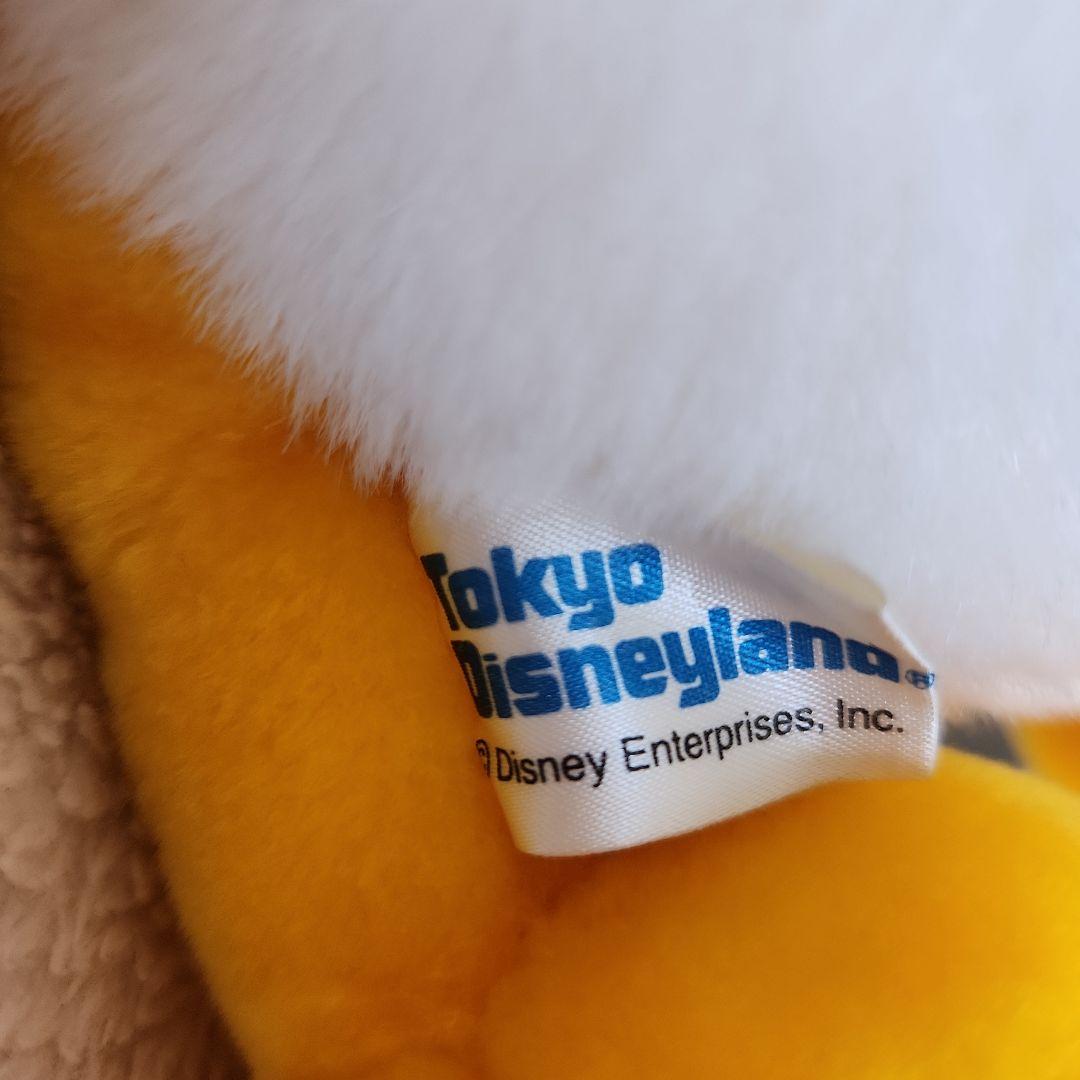 Tokyo
Disneyland®
© Disney Enterprises, Inc.